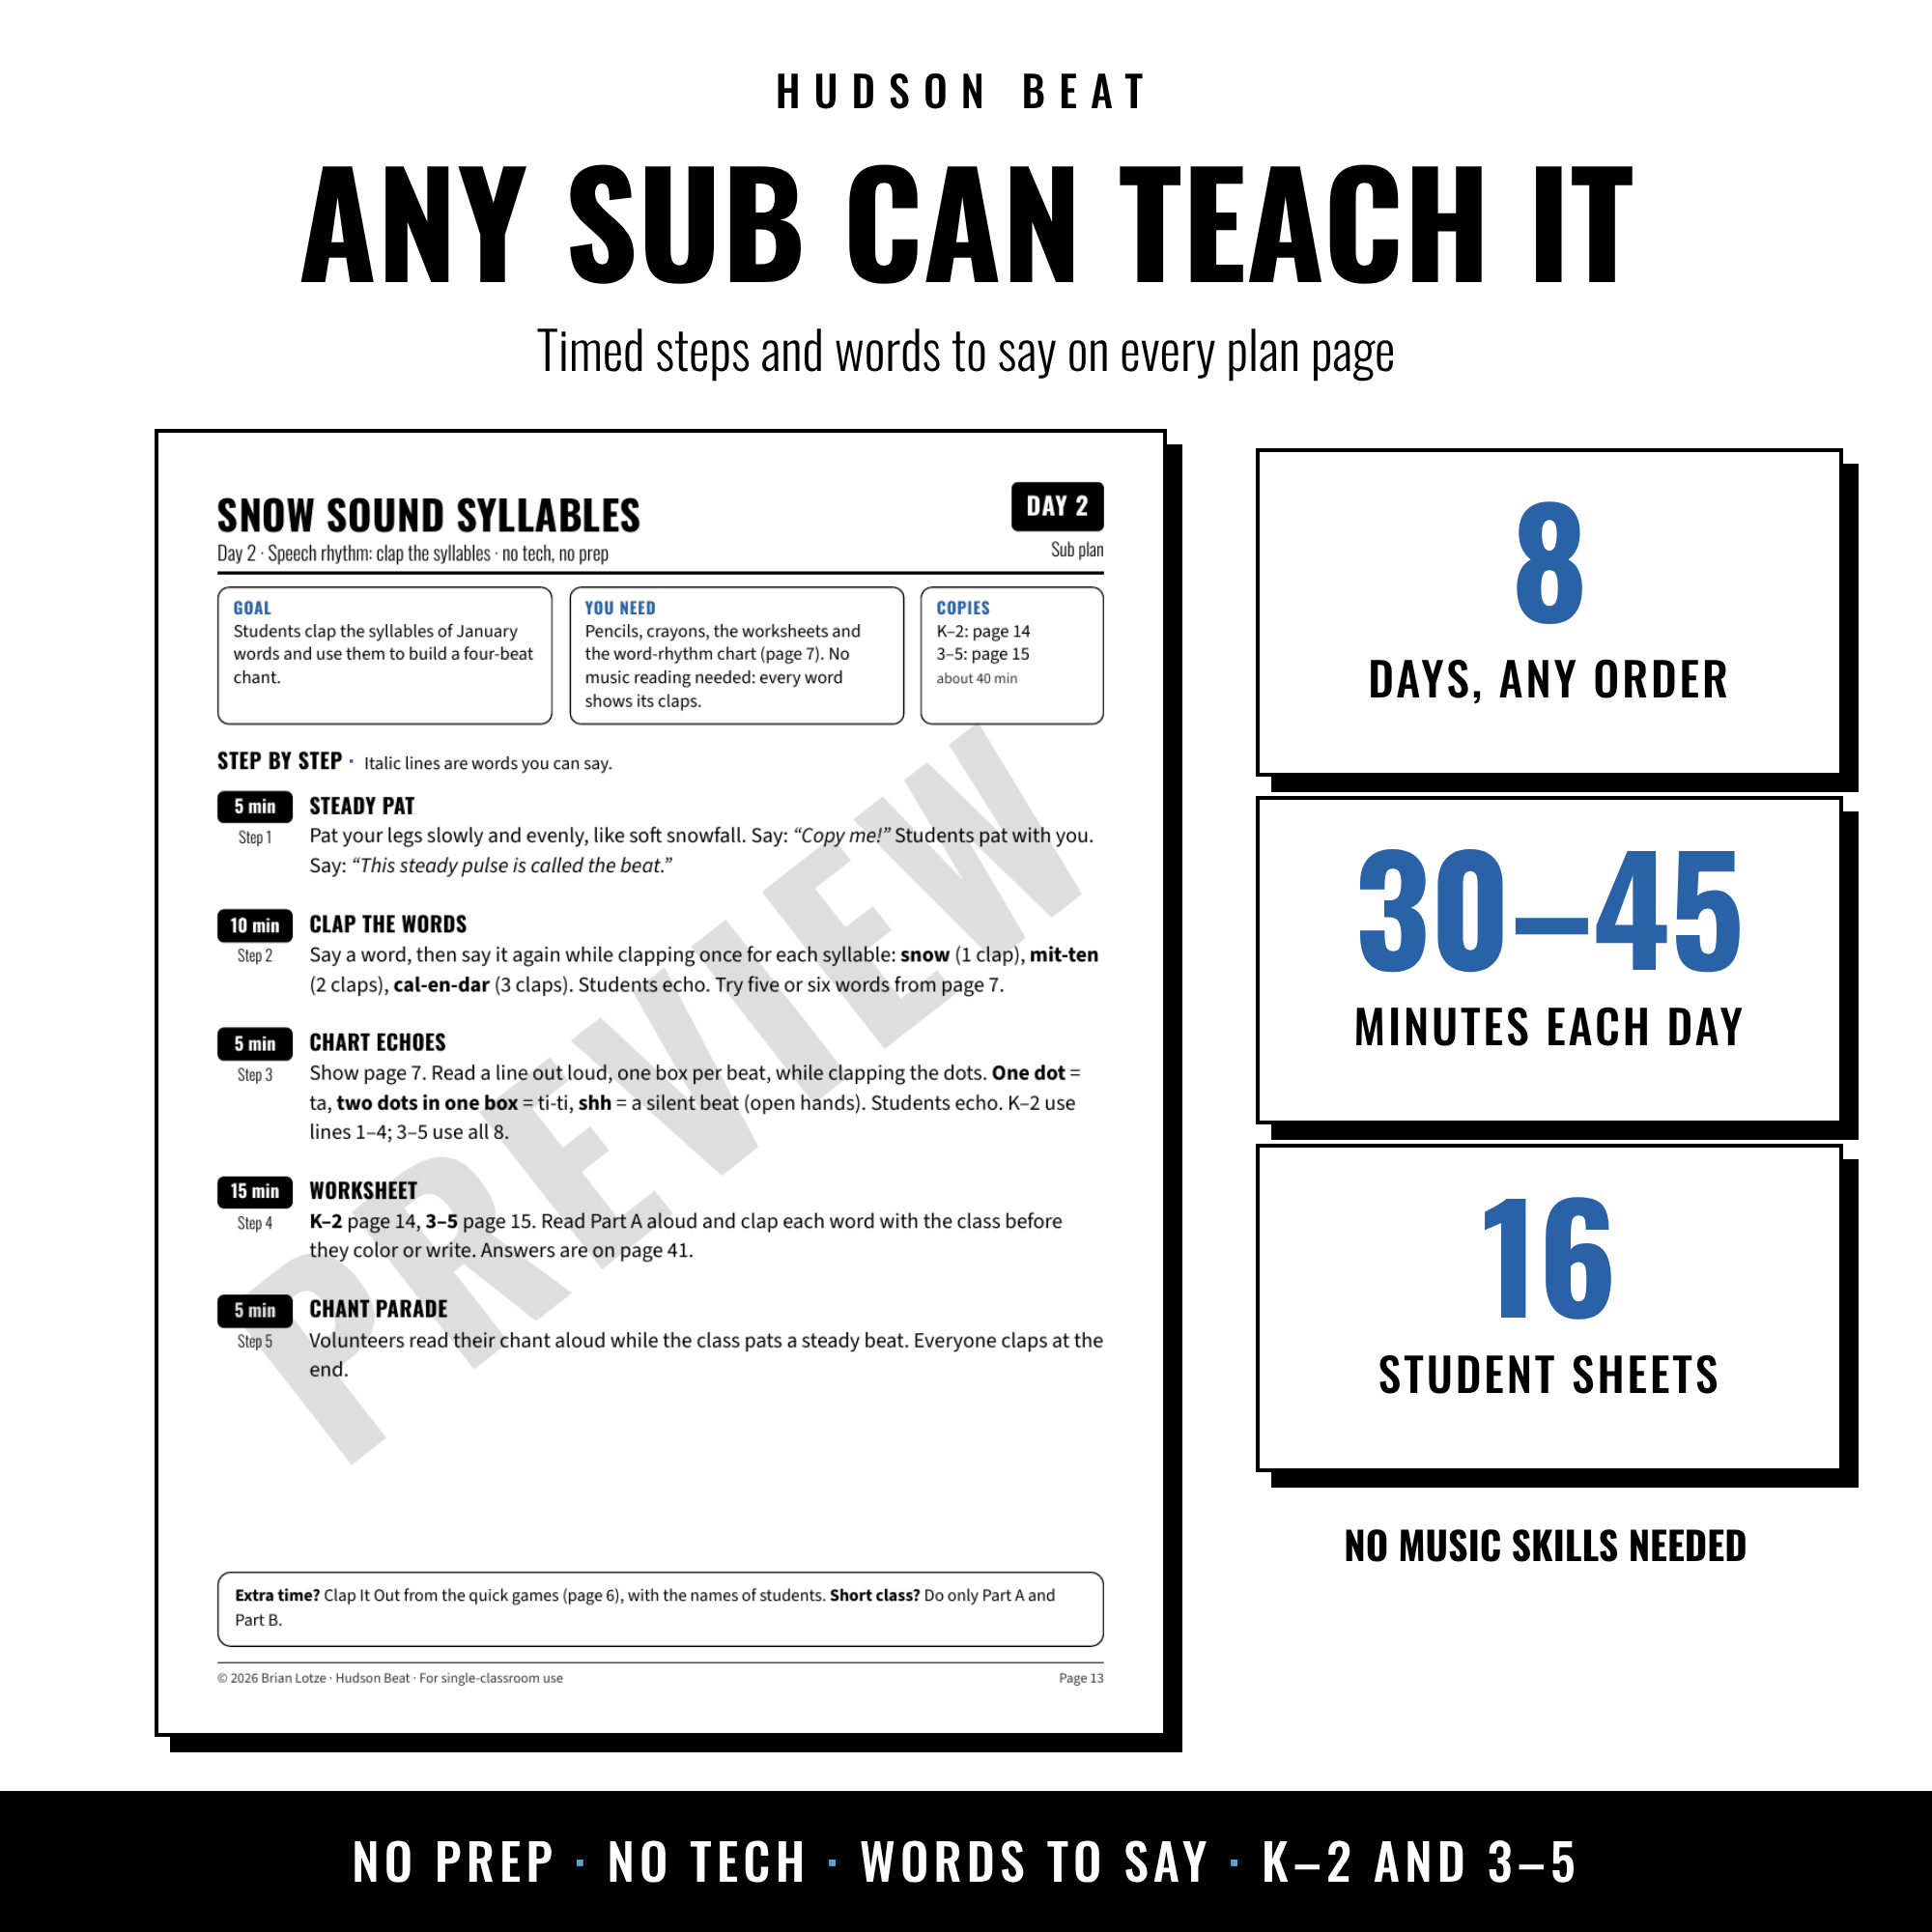 HUDSON BEAT
ANY SUB CAN TEACH IT
Timed steps and words to say on every plan page
SNOW SOUND SYLLABLES
DAY 2
Day 2 · Speech rhythm: clap the syllables · no tech, no prep
Sub plan
GOAL
Students clap the syllables of January
words and use them to build a four-beat
chant.
YOU NEED
Pencils, crayons, the worksheets and
the word-rhythm chart (page 7). No
music reading needed: every word
shows its claps.
COPIES
K–2: page 14
3–5: page 15
about 40 min
STEP BY STEP · Italic lines are words you can say.
5 min
Step 1
STEADY PAT
Pat your legs slowly and evenly, like soft snowfall. Say: “Copy me!” Students pat with you.
Say: “This steady pulse is called the beat.”
10 min
Step 2
CLAP THE WORDS
Say a word, then say it again while clapping once for each syllable: snow (1 clap), mit-ten
(2 claps), cal-en-dar (3 claps). Students echo. Try five or six words from page 7.
5 min
Step 3
CHART ECHOES
Show page 7. Read a line out loud, one box per beat, while clapping the dots. One dot =
ta, two dots in one box = ti-ti, shh = a silent beat (open hands). Students echo. K–2 use
lines 1–4; 3–5 use all 8.
15 min
Step 4
WORKSHEET
K–2 page 14, 3–5 page 15. Read Part A aloud and clap each word with the class before
they color or write. Answers are on page 41.
5 min
Step 5
CHANT PARADE
Volunteers read their chant aloud while the class pats a steady beat. Everyone claps at the
end.
PREVIEW
Extra time? Clap It Out from the quick games (page 6), with the names of students. Short class? Do only Part A and
Part B.
© 2026 Brian Lotze · Hudson Beat · For single-classroom use
Page 13
8
DAYS, ANY ORDER
30–45
MINUTES EACH DAY
16
STUDENT SHEETS
NO MUSIC SKILLS NEEDED
NO PREP · NO TECH · WORDS TO SAY · K–2 AND 3–5